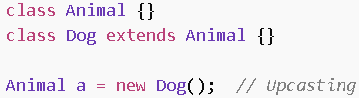 class Animal {}
class Dog extends Animal {}
Animal a = new Dog();  // Upcasting